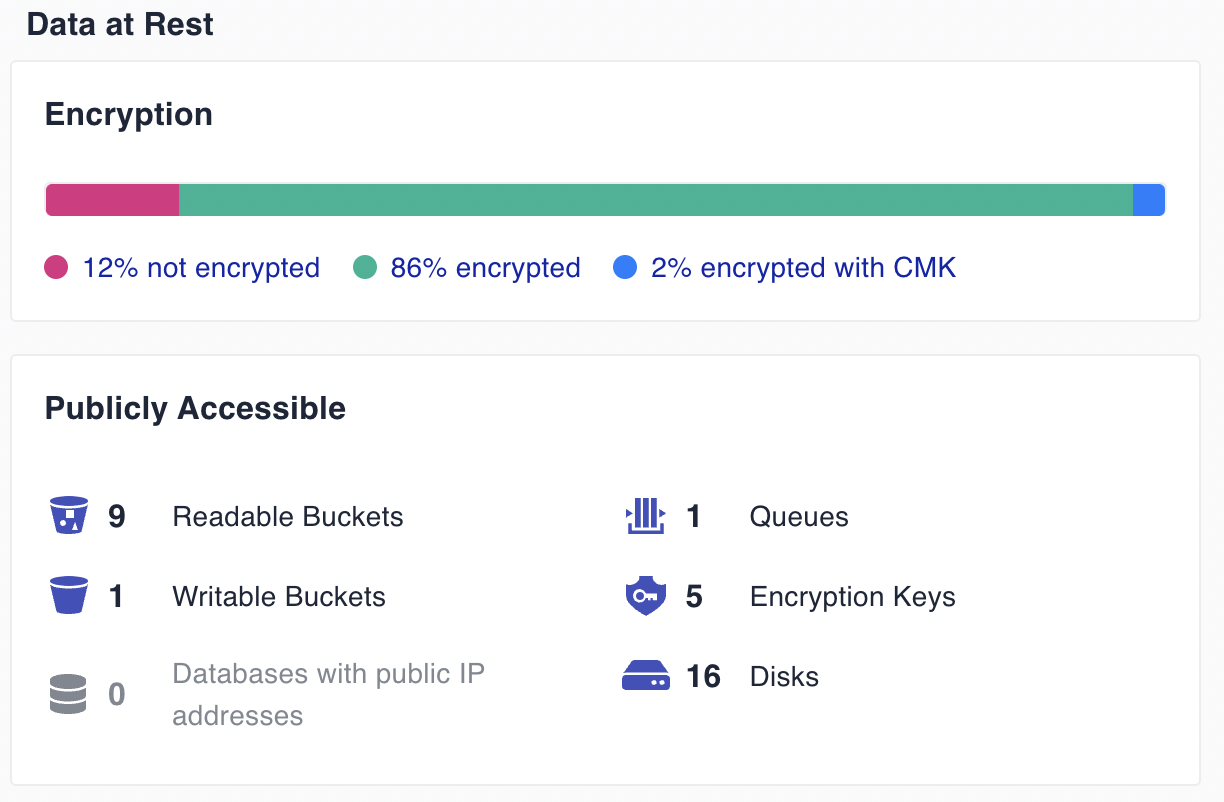 Data at Rest
Encryption
12% not encrypted 86% encrypted 2% encrypted with CMK
Publicly Accessible
9 Readable Buckets
1 Queues
1 Writable Buckets
5 Encryption Keys
0 Databases with public IP
addresses
16 Disks